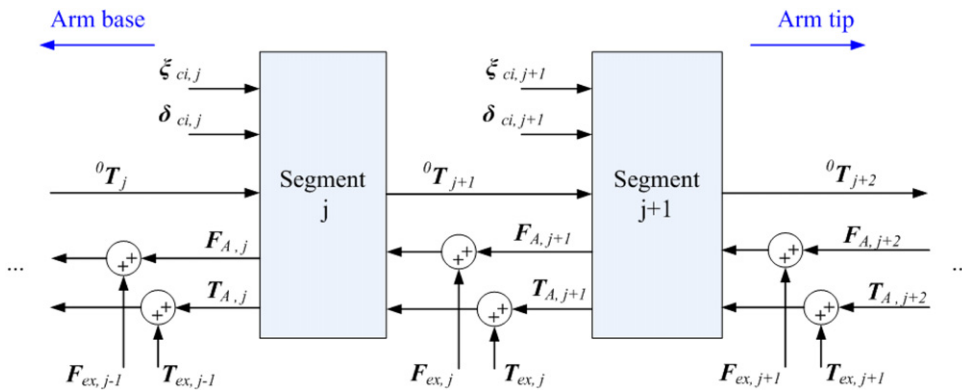 Arm base
Arm tip
ξ ci, j
ξ ci, j+1
δ ci, j
δ ci, j+1
⁰T j
Segment j
⁰T j+1
Segment j+1
⁰T j+2
F A, j
F A, j+1
F A, j+2
+ +
+ +
+ +
...
...
T A, j
T A, j+1
T A, j+2
+ +
+ +
+ +
F ex, j-1
T ex, j-1
F ex, j
T ex, j
F ex, j+1
T ex, j+1